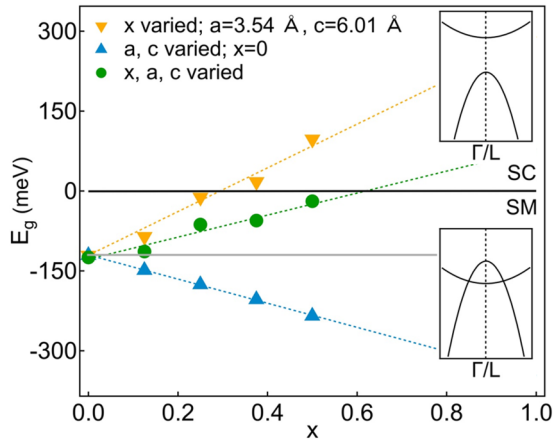 x varied; a=3.54 Å, c=6.01 Å
a, c varied; x=0
x, a, c varied
E_g (meV)
300
150
0
-150
-300
Γ/L
SC
SM
Γ/L
0.0
0.2
0.4
0.6
0.8
1.0
x